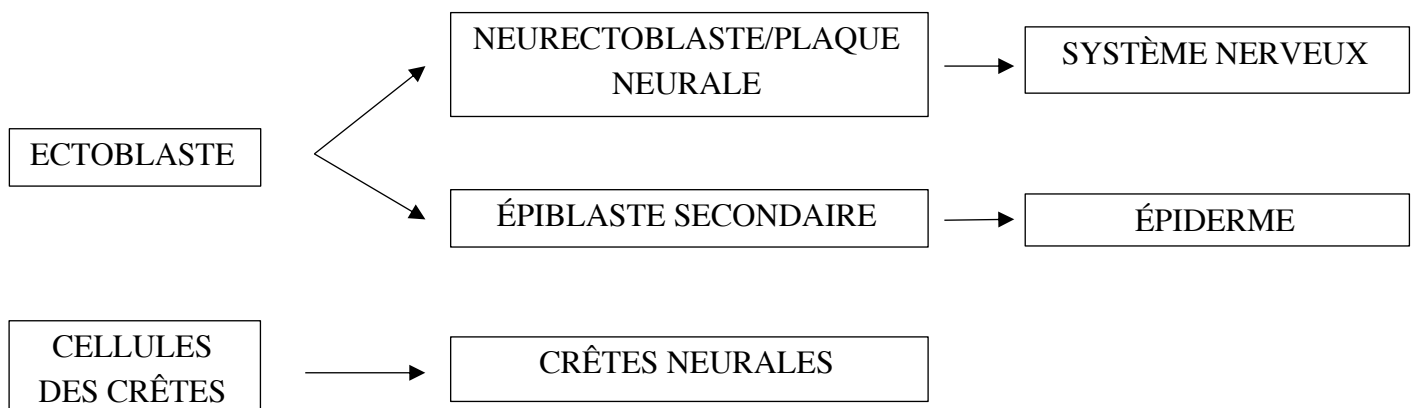 NEURECTOBLASTE/PLAQUE
NEURALE
SYSTÈME NERVEUX
ECTOBLASTE
ÉPIBLASTE SECONDAIRE
ÉPIDERME
CELLULES
DES CRÊTES
CRÊTES NEURALES